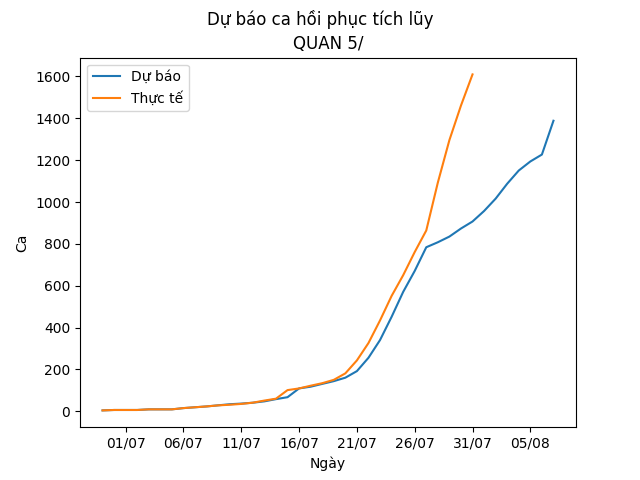 Dự báo ca hồi phục tích lũy
QUAN 5/
Dự báo
Thực tế
Ca
1600
1400
1200
1000
800
600
400
200
0
01/07 06/07 11/07 16/07 21/07 26/07 31/07 05/08
Ngày